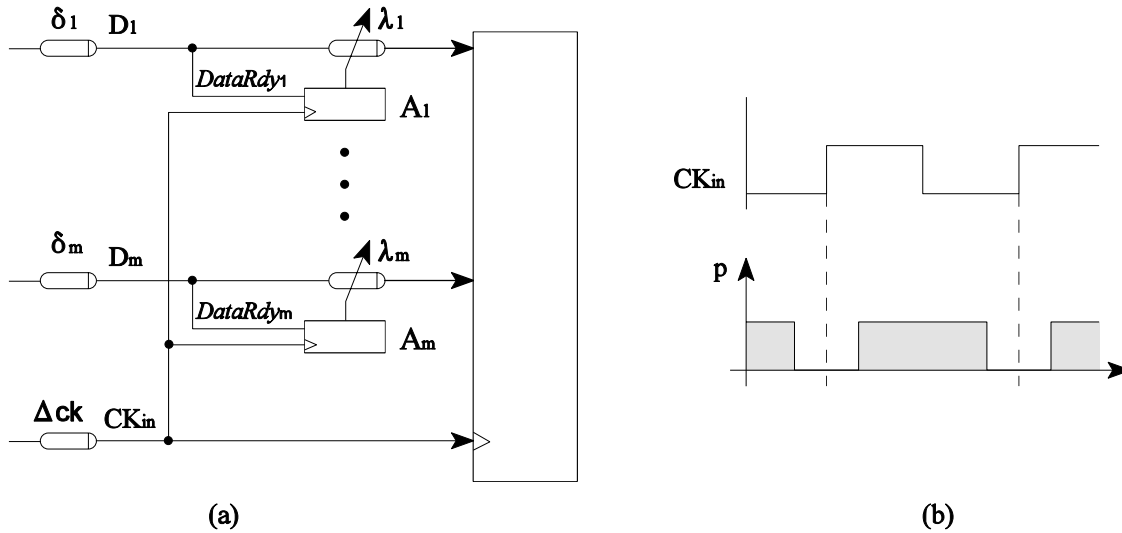 δ1 D1 λ1
DataRdy1
A1
CKin
p
δm Dm λm
DataRdym
Am
Δck CKin
(a) (b)